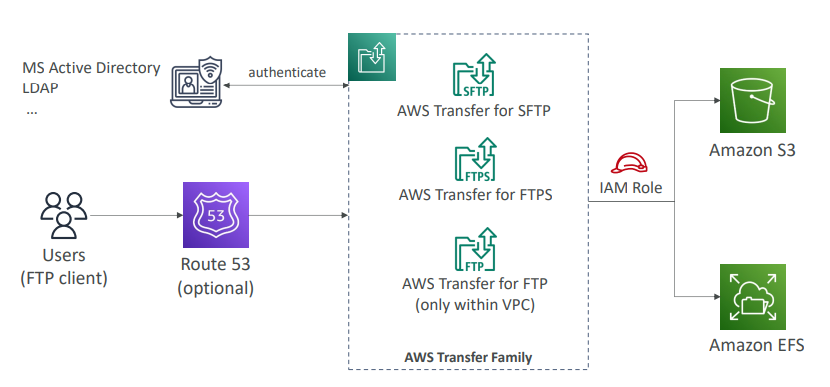 MS Active Directory
LDAP
...
authenticate
SFTP
AWS Transfer for SFTP
FTPS
AWS Transfer for FTPS
FTP
AWS Transfer for FTP
(only within VPC)
AWS Transfer Family
Users
(FTP client)
53
Route 53
(optional)
IAM Role
Amazon S3
Amazon EFS